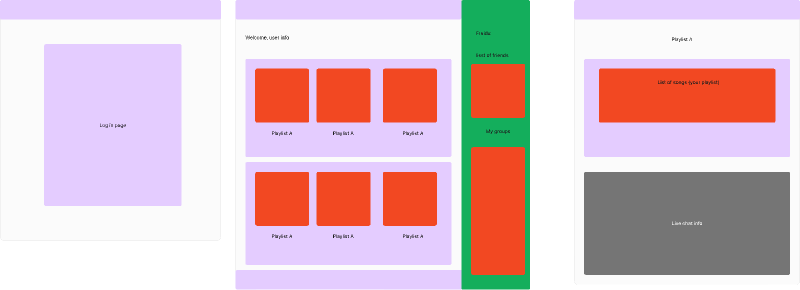 Log in page
Welcome, user info
Playlist A
Playlist A
Playlist A
Playlist A
Playlist A
Playlist A
Friends
List of friends
My groups
Playlist A
List of songs (your playlist)
Live chat info